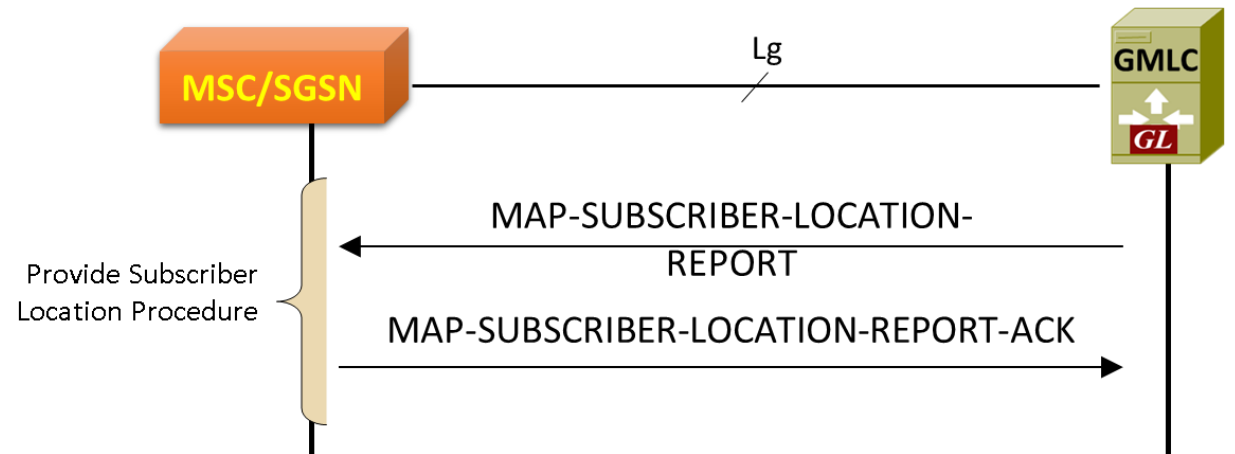 Lg
MSC/SGSN
GMLC
GL
MAP-SUBSCRIBER-LOCATION-
REPORT
Provide Subscriber
Location Procedure
MAP-SUBSCRIBER-LOCATION-REPORT-ACK